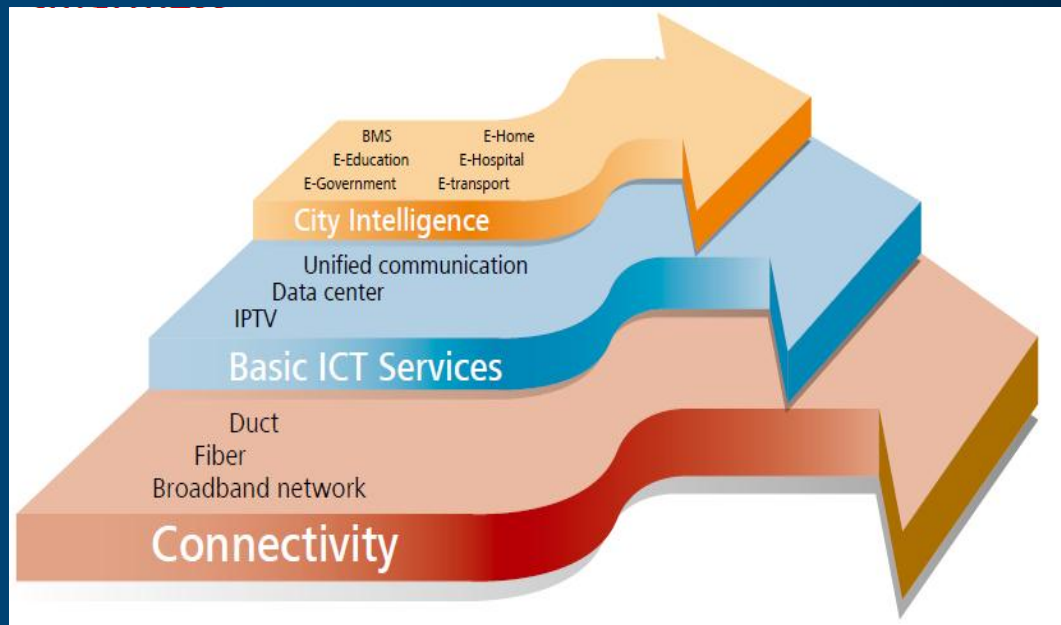 BMS E-Home
E-Education E-Hospital
E-Government E-transport
City Intelligence
Unified communication
Data center
IPTV
Basic ICT Services
Duct
Fiber
Broadband network
Connectivity